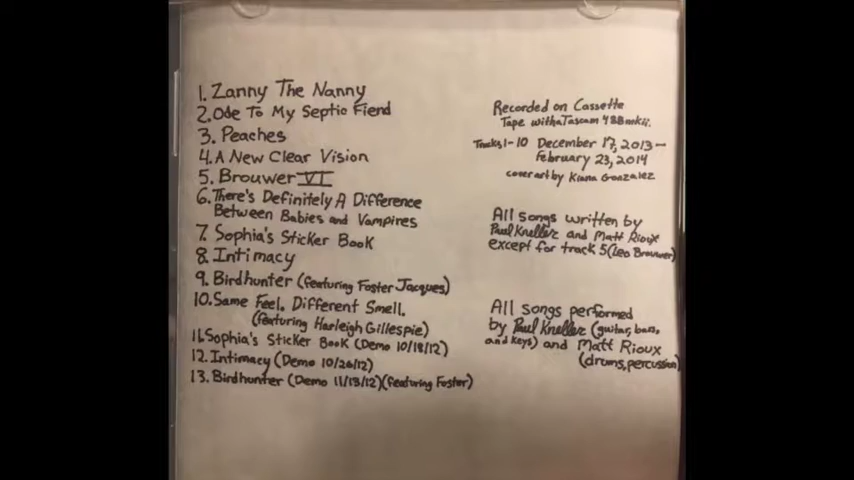 1. Zanny The Nanny
2. Ode To My Septic Fiend
3. Peaches
4. A New Clear Vision
5. Brouwer VI
6. There's Definitely A Difference
Between Babies and Vampires
7. Sophia's Sticker Book
8. Intimacy
9. Birdhunter (featuring Foster Jacques)
10. Same Feel, Different Smell.
(featuring Harleigh Gillespie)
11. Sophia's Sticker Book (Demo 10/18/12)
12. Intimacy (Demo 10/26/12)
13. Birdhunter (Demo 11/13/12)(featuring Foster)
Recorded on Cassette
Tape with a Tascam 488mkii.
Tracks 1-10 December 17, 2013 -
February 23, 2014
cover art by Kiana Gonzalez
All songs written by
Paul Kneller and Matt Rioux
except for track 5 (Leo Brouwer)
All songs performed
by Paul Kneller (guitar, bass,
and keys) and Matt Rioux
(drums, percussion)